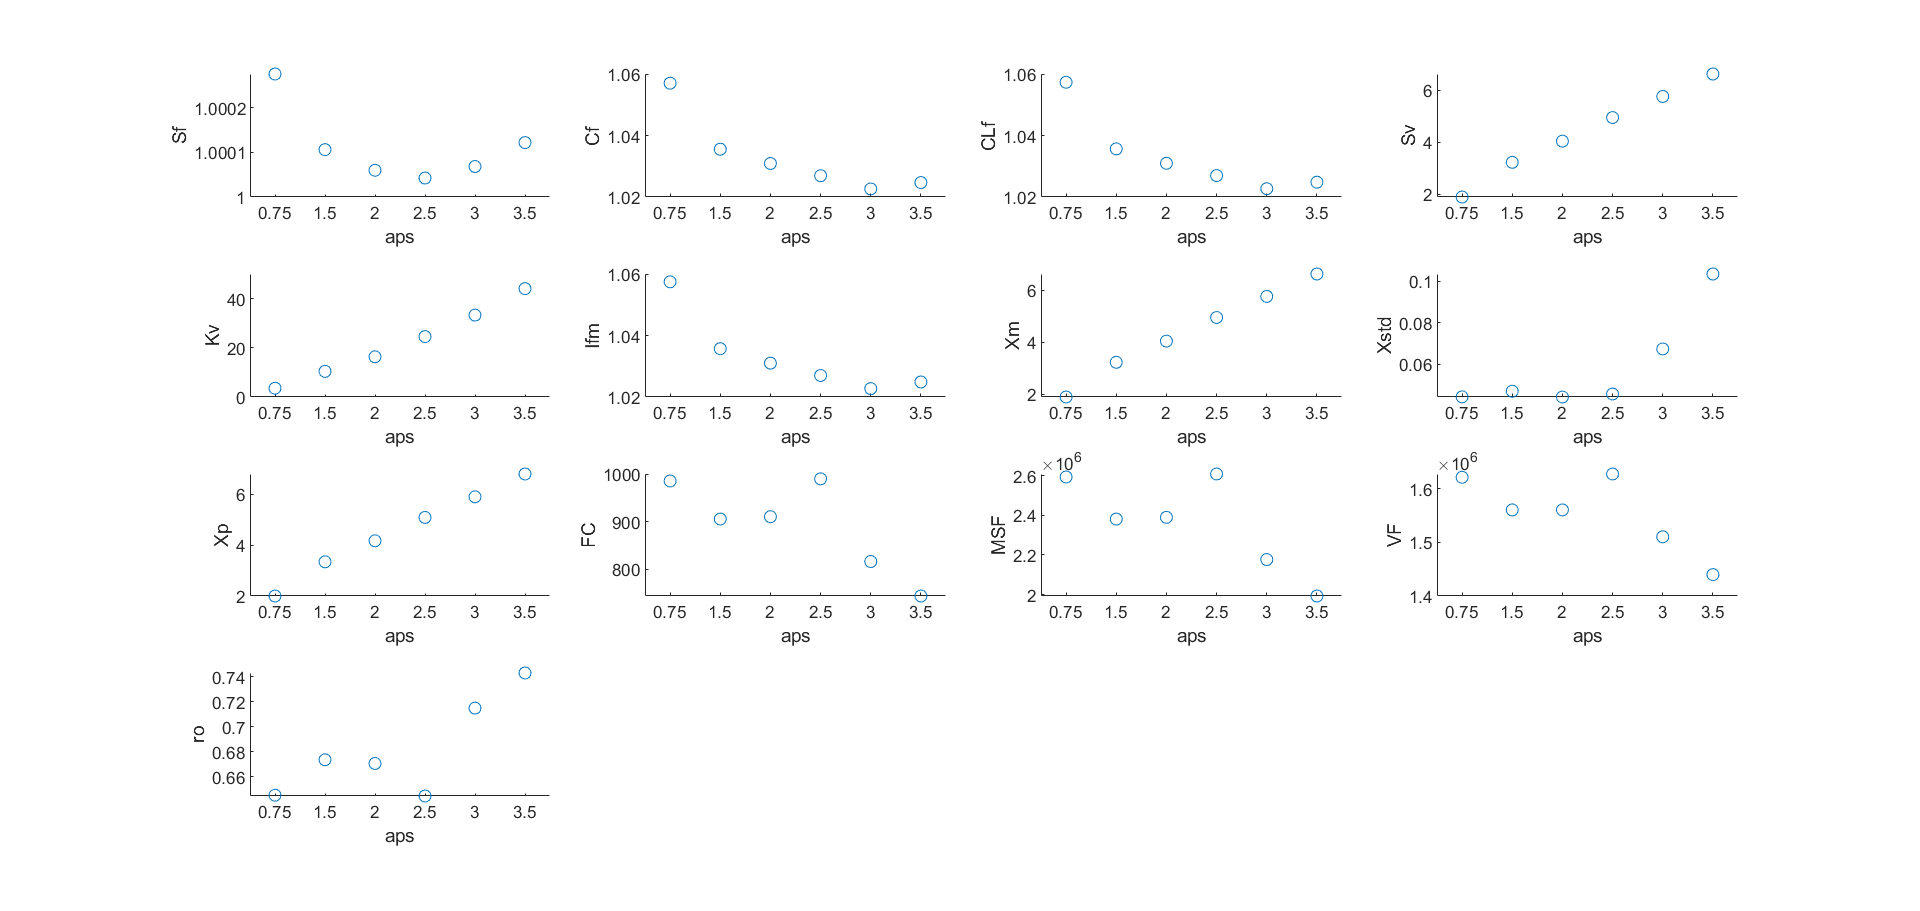 1.0002
1.0001
1
Sf
0.75 1.5 2 2.5 3 3.5
aps
1.06
1.04
1.02
Cf
0.75 1.5 2 2.5 3 3.5
aps
1.06
1.04
1.02
CLf
0.75 1.5 2 2.5 3 3.5
aps
6
4
2
Sv
0.75 1.5 2 2.5 3 3.5
aps
40
20
0
Kv
0.75 1.5 2 2.5 3 3.5
aps
1.06
1.04
1.02
Ifm
0.75 1.5 2 2.5 3 3.5
aps
6
4
2
Xm
0.75 1.5 2 2.5 3 3.5
aps
0.1
0.08
0.06
Xstd
0.75 1.5 2 2.5 3 3.5
aps
6
4
2
Xp
0.75 1.5 2 2.5 3 3.5
aps
1000
900
800
FC
0.75 1.5 2 2.5 3 3.5
aps
×10^6
2.6
2.4
2.2
2
MSF
0.75 1.5 2 2.5 3 3.5
aps
×10^6
1.6
1.5
1.4
VF
0.75 1.5 2 2.5 3 3.5
aps
0.74
0.72
0.7
0.68
0.66
ro
0.75 1.5 2 2.5 3 3.5
aps